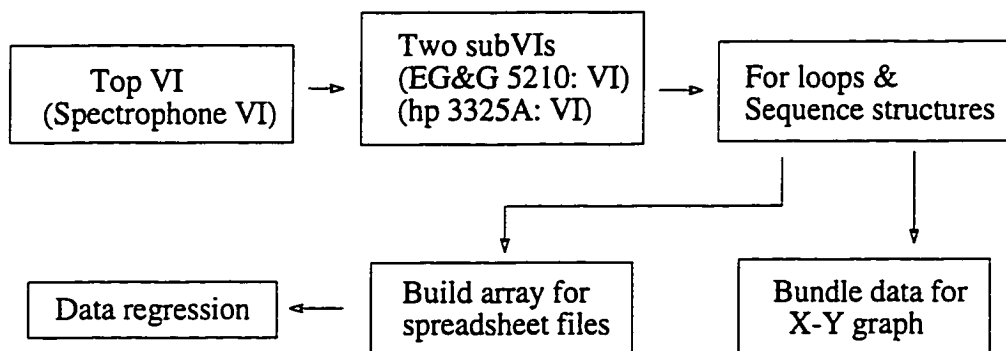 Top VI
(Spectrophone VI)
Two subVIs
(EG&G 5210: VI)
(hp 3325A: VI)
For loops &
Sequence structures
Data regression
Build array for
spreadsheet files
Bundle data for
X-Y graph